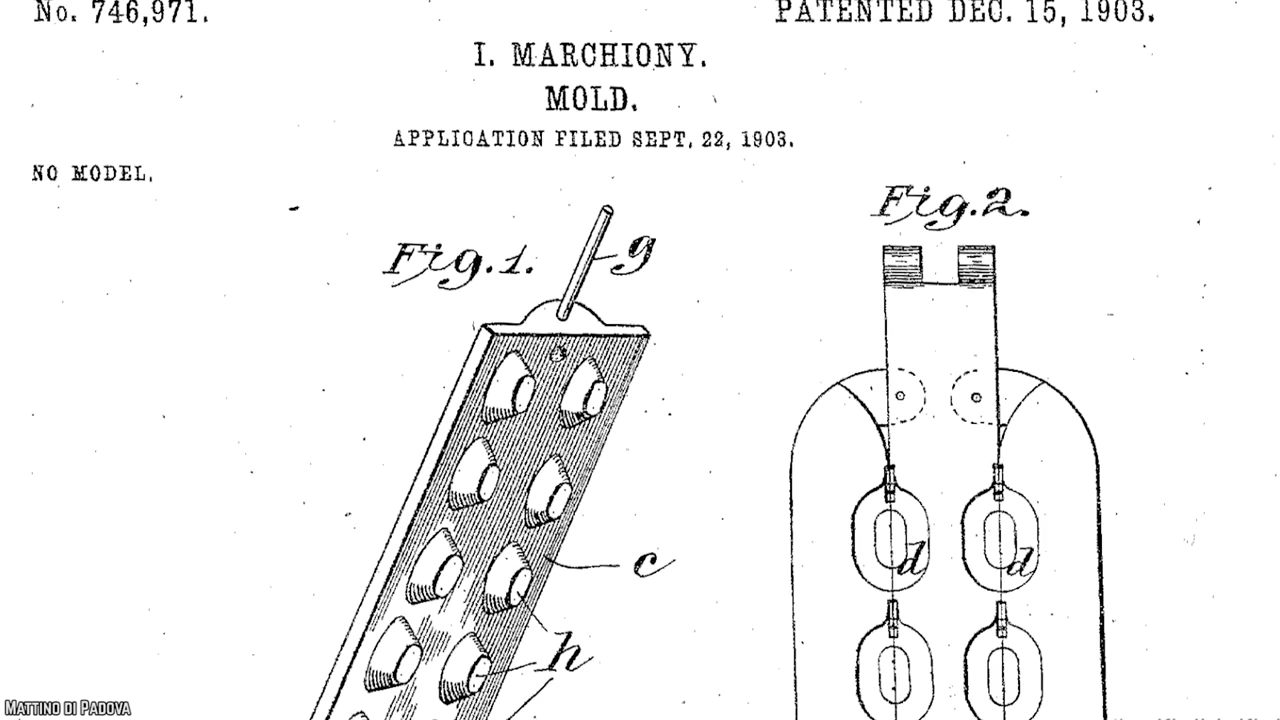 No. 746,971.
PATENTED DEC. 15, 1903.
I. MARCHIONY.
MOLD.
APPLICATION FILED SEPT. 22, 1903.
NO MODEL.
Fig.1.
g
c
h
Fig.2.
d
d
MATTINO DI PADOVA